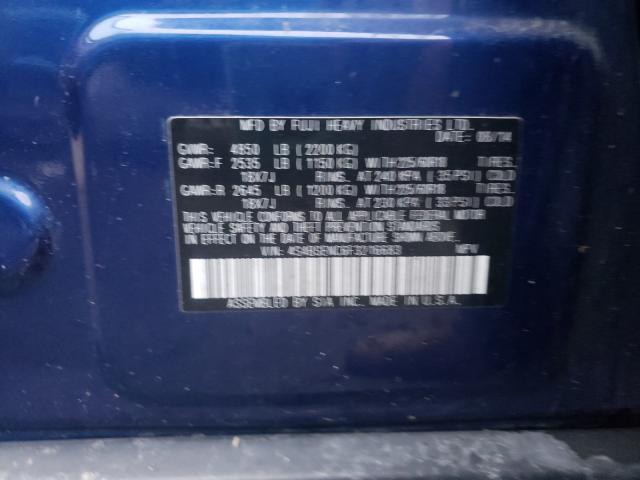 MFD BY FUJI HEAVY INDUSTRIES LTD.
DATE: 08/14
GVWR: 4850 LB ( 2200 KG)
GAWR:F 2535 LB ( 1150 KG) WITH 225/60R18 TIRES.
18X7J RIMS. AT 240 KPA ( 35 PSI) COLD
GAWR:R 2645 LB ( 1200 KG) WITH 225/60R18 TIRES.
18X7J RIMS. AT 230 KPA ( 33 PSI) COLD
THIS VEHICLE CONFORMS TO ALL APPLICABLE FEDERAL MOTOR
VEHICLE SAFETY, BUMPER, AND THEFT PREVENTION STANDARDS
IN EFFECT ON THE DATE OF MANUFACTURE SHOWN ABOVE.
VIN: MPV
ASSEMBLED BY SIA INC. MADE IN U.S.A.